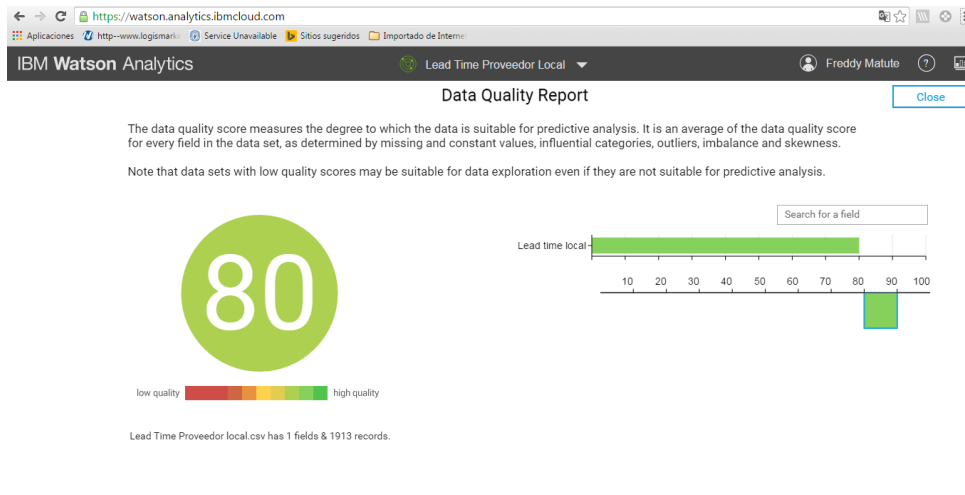 https://watson.analytics.ibmcloud.com
Aplicaciones http--www.logismark Service Unavailable Sitios sugeridos Importado de Interne
IBM Watson Analytics Lead Time Proveedor Local Freddy Matute ?
Data Quality Report Close
The data quality score measures the degree to which the data is suitable for predictive analysis. It is an average of the data quality score
for every field in the data set, as determined by missing and constant values, influential categories, outliers, imbalance and skewness.
Note that data sets with low quality scores may be suitable for data exploration even if they are not suitable for predictive analysis.
Search for a field
80
Lead time local
10 20 30 40 50 60 70 80 90 100
low quality high quality
Lead Time Proveedor local.csv has 1 fields & 1913 records.